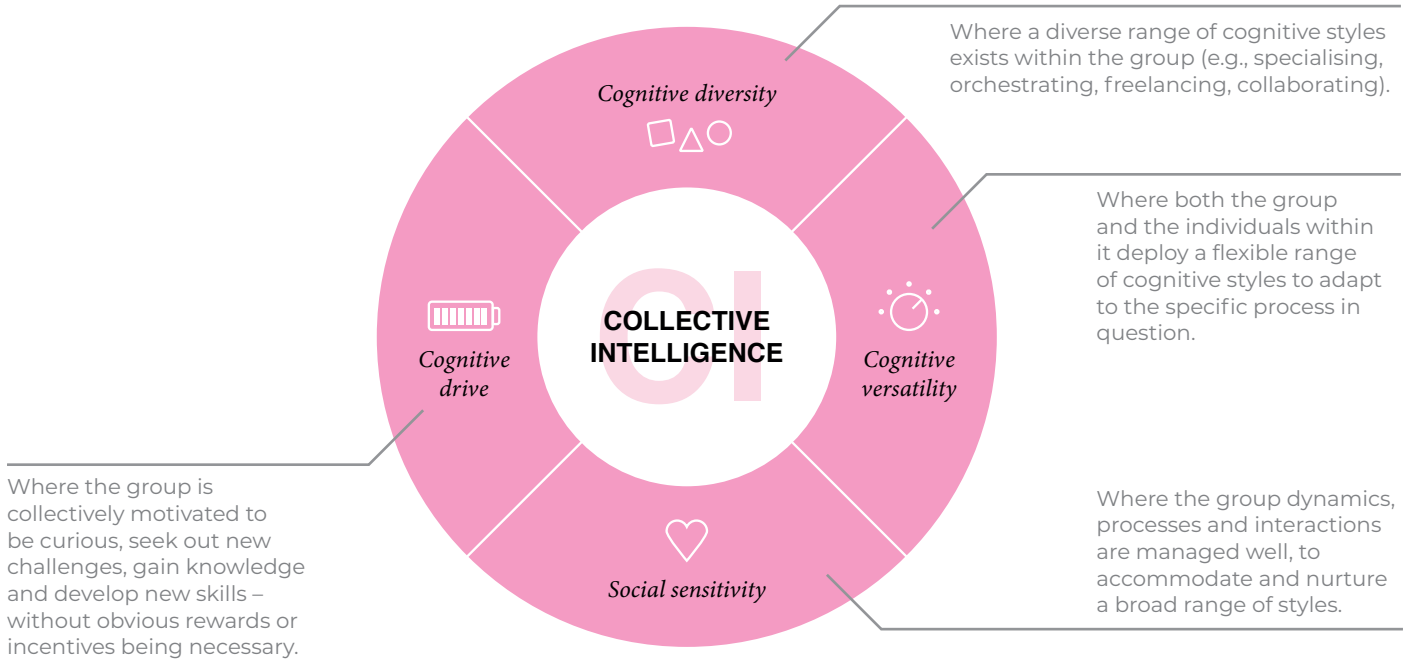 Where a diverse range of cognitive styles
exists within the group (e.g., specialising,
orchestrating, freelancing, collaborating).
Cognitive diversity
Where both the group
and the individuals within
it deploy a flexible range
of cognitive styles to adapt
to the specific process in
question.
CI
COLLECTIVE
INTELLIGENCE
Cognitive
drive
Cognitive
versatility
Where the group is
collectively motivated to
be curious, seek out new
challenges, gain knowledge
and develop new skills –
without obvious rewards or
incentives being necessary.
Social sensitivity
Where the group dynamics,
processes and interactions
are managed well, to
accommodate and nurture
a broad range of styles.